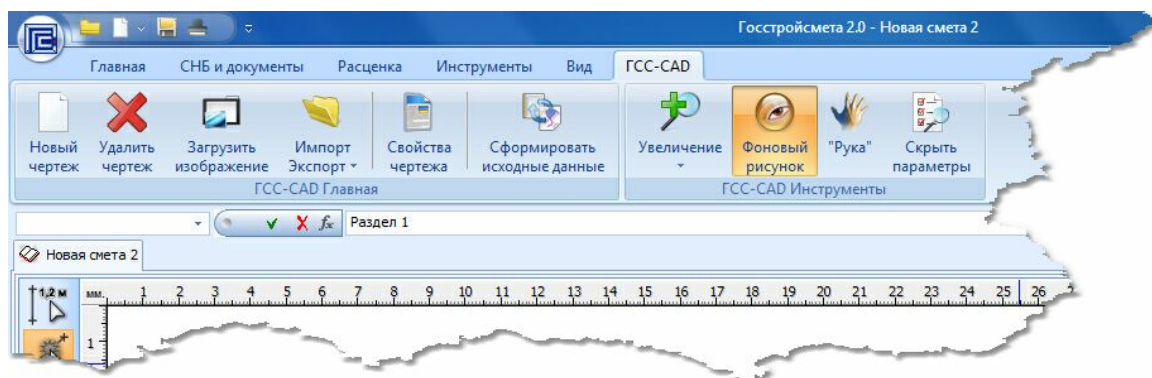 Госстройсмета 2.0 - Новая смета 2
Главная СНБ и документы Расценка Инструменты Вид ГСС-CAD
Новый чертеж Удалить чертеж Загрузить изображение Импорт Экспорт Свойства чертежа Сформировать исходные данные Увеличение Фоновый рисунок "Рука" Скрыть параметры
ГСС-CAD Главная ГСС-CAD Инструменты
fx Раздел 1
Новая смета 2
1,2 м мм. 1 2 3 4 5 6 7 8 9 10 11 12 13 14 15 16 17 18 19 20 21 22 23 24 25 26
1